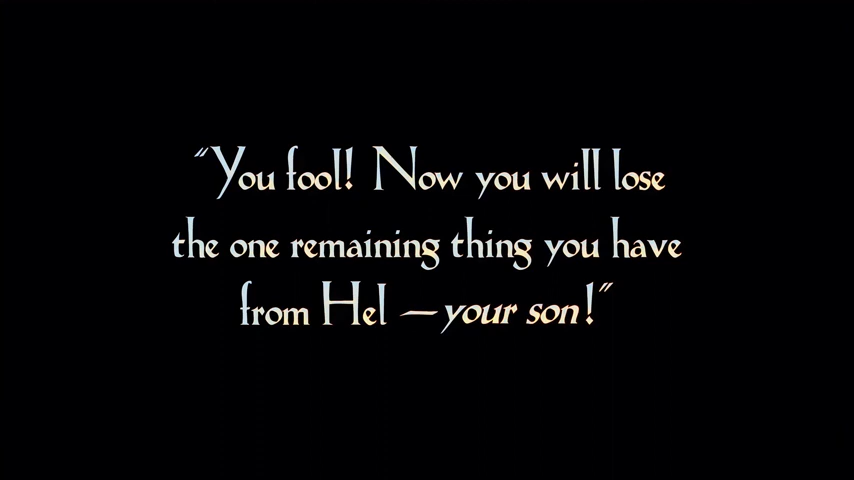 "You fool! Now you will lose
the one remaining thing you have
from Hel — your son!"